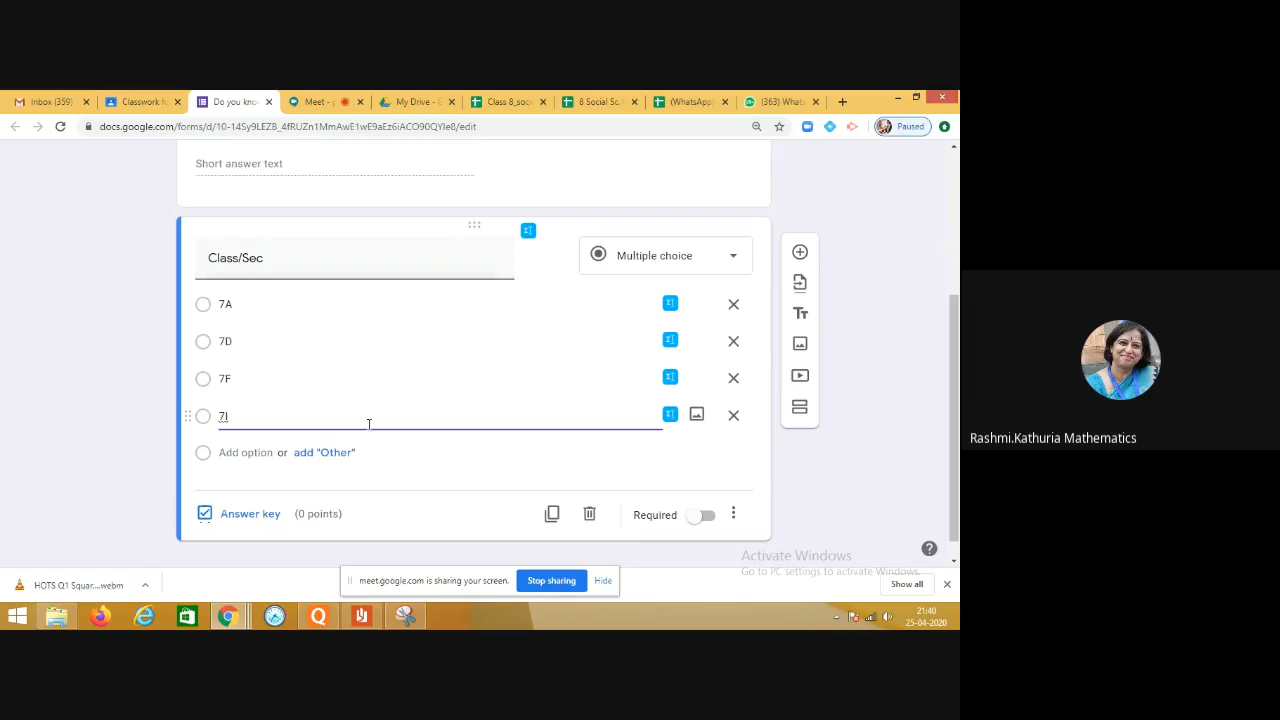 Inbox (359)
Classwork fo
Do you kno
Meet -
My Drive -
Class 8_soci
8 Social Sc.
(WhatsApp)
(363) Whats
docs.google.com/forms/d/10-14Sy9LEZB_4fRUZn1MmAwE1wE9aEz6iACO90QYIe8/edit
Paused
Short answer text
Class/Sec
Multiple choice
7A
7D
7F
7I
Add option or add "Other"
Answer key (0 points)
Required
Rashmi.Kathuria Mathematics
Activate Windows
Go to PC settings to activate Windows.
HOTS Q1 Squar....webm
meet.google.com is sharing your screen.
Stop sharing
Hide
Show all
21:40
25-04-2020